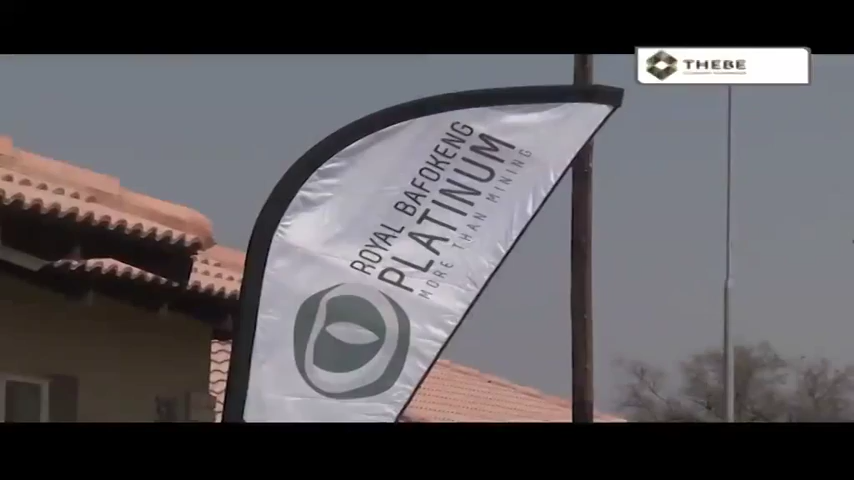 THEBE
ROYAL BAFOKENG
PLATINUM
MORE THAN MINING